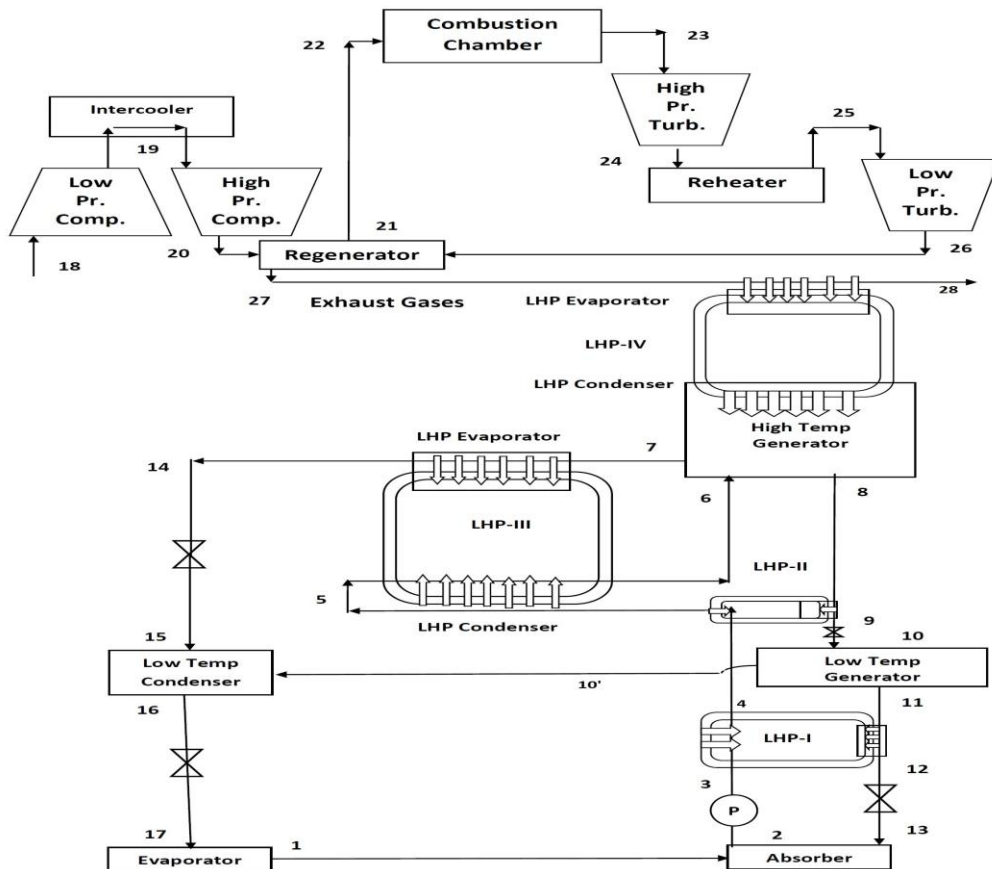 Combustion
Chamber
22
23
Intercooler
High
Pr.
Turb.
25
19
24
Low
Pr.
Comp.
High
Pr.
Comp.
Reheater
Low
Pr.
Turb.
21
18
20
Regenerator
26
27
Exhaust Gases
LHP Evaporator
28
LHP-IV
LHP Condenser
High Temp
Generator
LHP Evaporator
14
7
6
8
LHP-III
LHP-II
5
LHP Condenser
9
15
10
Low Temp
Condenser
Low Temp
Generator
10'
16
4
11
LHP-I
3
12
P
17
1
2
13
Evaporator
Absorber